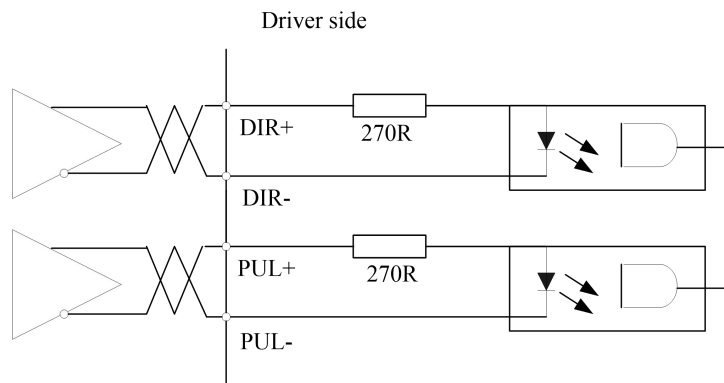 Driver side
DIR+
270R
DIR-
PUL+
270R
PUL-